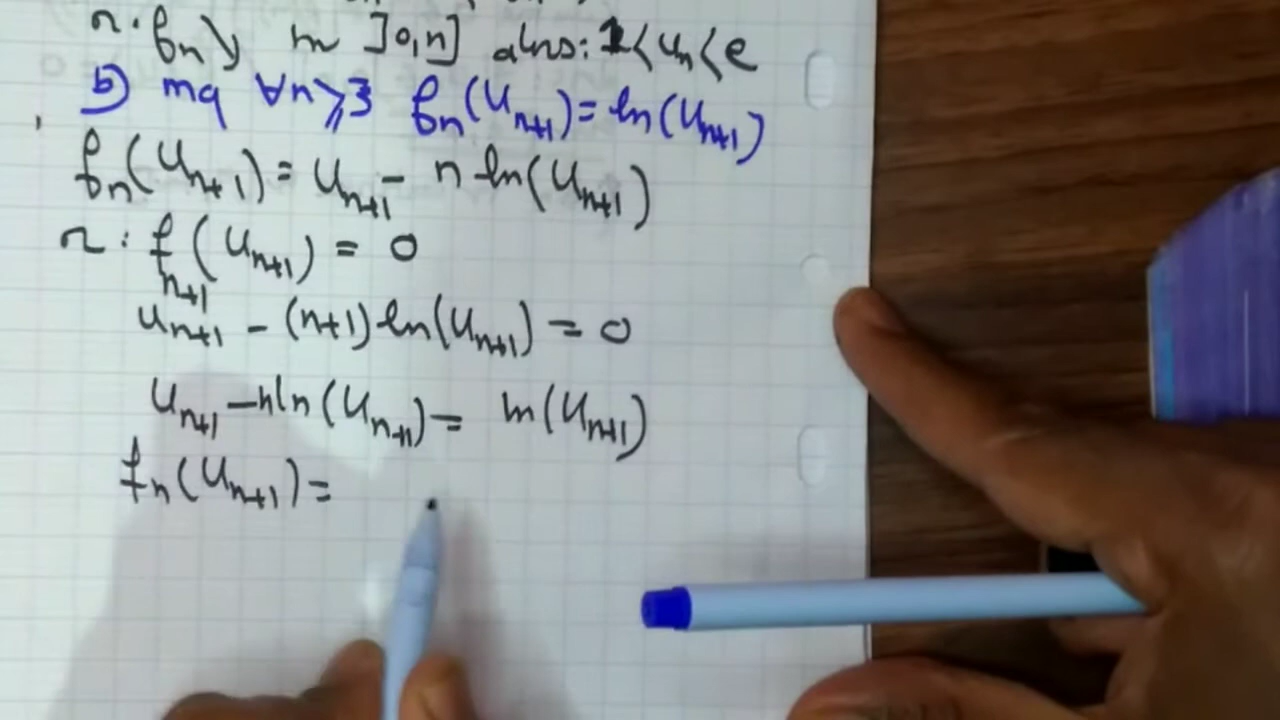 r: fₙ ↘ sur ]0,n] alors: 1<uₙ<e
b) mq ∀n⩾3 fₙ(Uₙ₊₁)=ln(Uₙ₊₁)
fₙ(Uₙ₊₁)= Uₙ₊₁ - n ln(Uₙ₊₁)
r: fₙ₊₁(Uₙ₊₁) = 0
Uₙ₊₁ - (n+1) ln(Uₙ₊₁) = 0
Uₙ₊₁ - nln(Uₙ₊₁) = ln(Uₙ₊₁)
fₙ(Uₙ₊₁)=